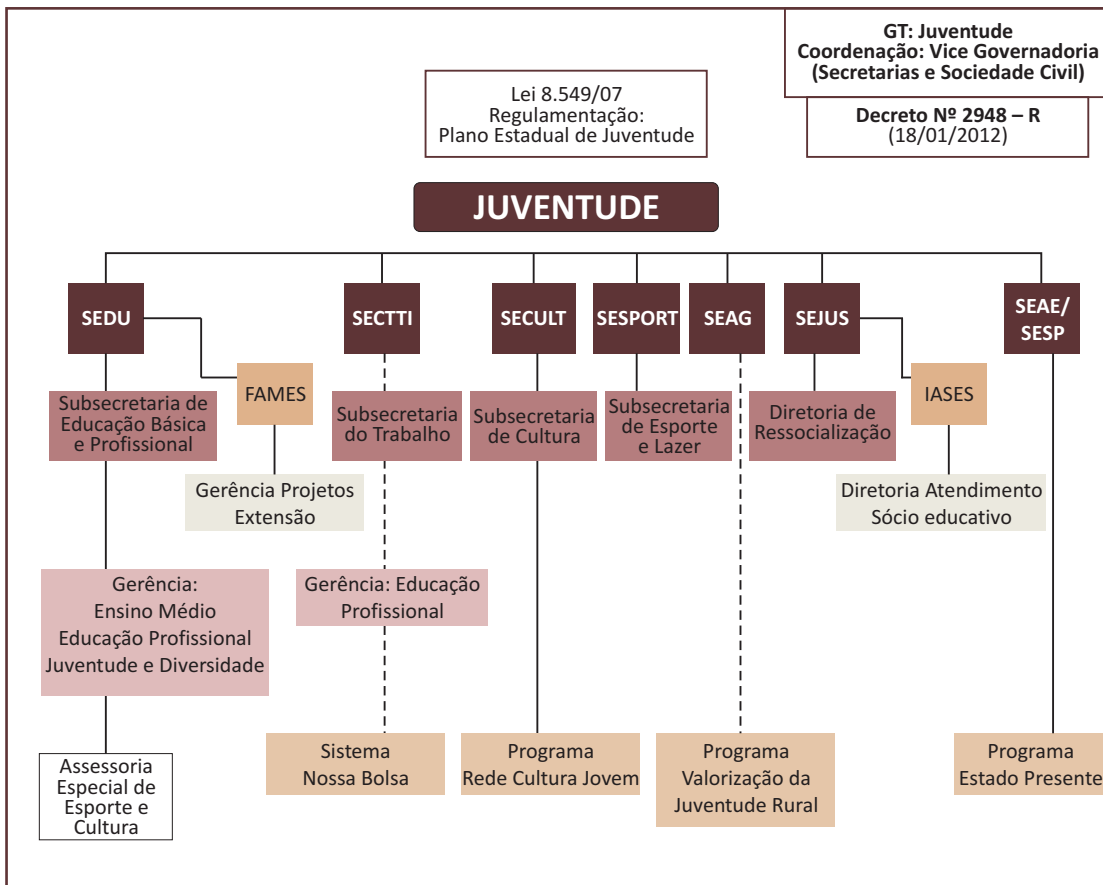 GT: Juventude
Coordenação: Vice Governadoria
(Secretarias e Sociedade Civil)
Decreto Nº 2948 – R
(18/01/2012)
Lei 8.549/07
Regulamentação:
Plano Estadual de Juventude
JUVENTUDE
SEDU
SECTTI
SECULT
SESPORT
SEAG
SEJUS
SEAE/
SESP
FAMES
IASES
Subsecretaria de
Educação Básica
e Profissional
Subsecretaria
do Trabalho
Subsecretaria
de Cultura
Subsecretaria
de Esporte
e Lazer
Diretoria de
Ressocialização
Gerência Projetos
Extensão
Diretoria Atendimento
Sócio educativo
Gerência:
Ensino Médio
Educação Profissional
Juventude e Diversidade
Gerência: Educação
Profissional
Assessoria
Especial de
Esporte e
Cultura
Sistema
Nossa Bolsa
Programa
Rede Cultura Jovem
Programa
Valorização da
Juventude Rural
Programa
Estado Presente